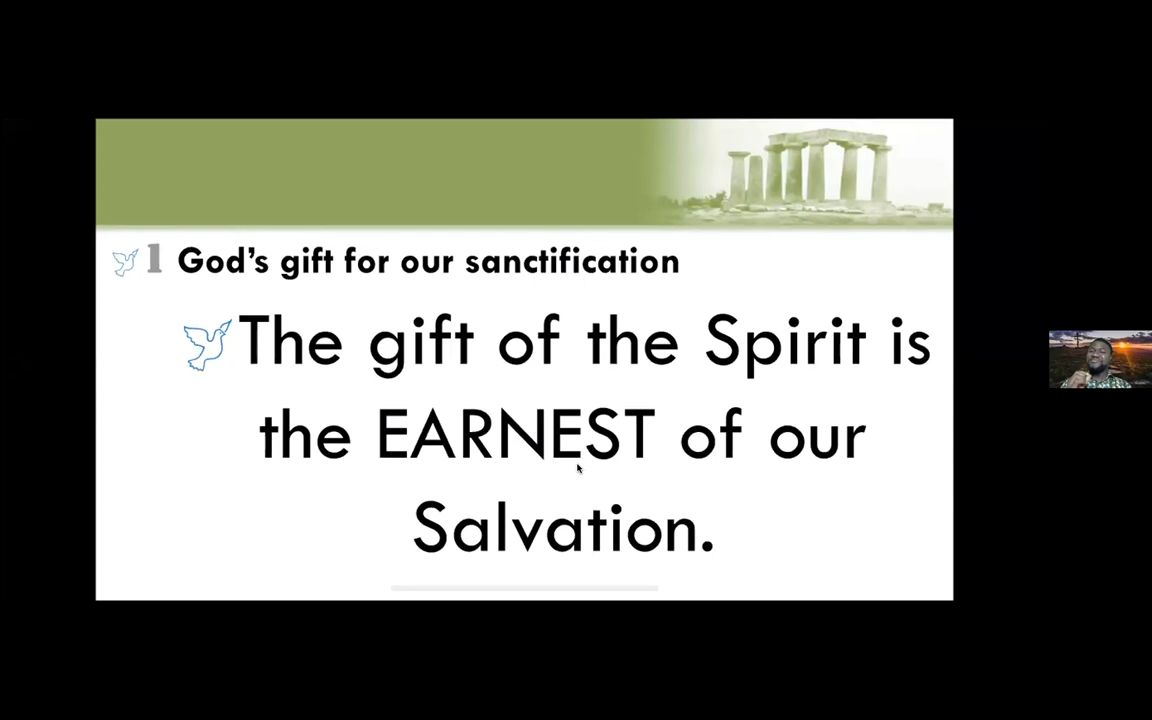 1 God's gift for our sanctification
The gift of the Spirit is
the EARNEST of our
Salvation.